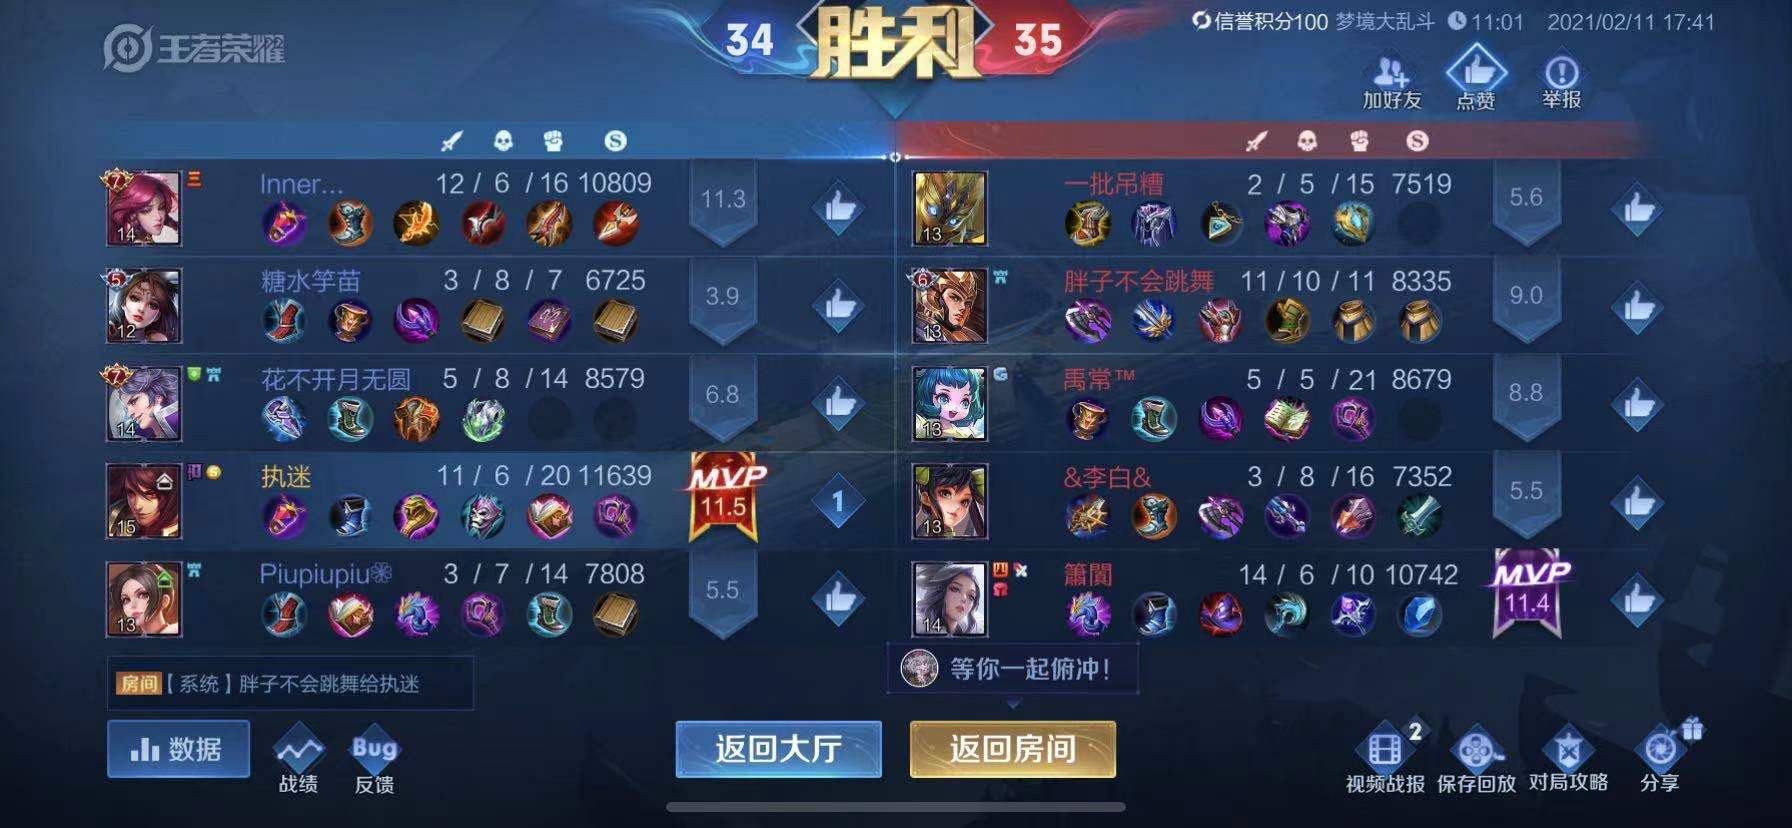 王者荣耀
34 胜利 35
信誉积分100 梦境大乱斗 11:01 2021/02/11 17:41
加好友 点赞 举报
S S
7 三 Inner... 12 / 6 / 16 10809 11.3
14
一批吊糟 2 / 5 / 15 7519 5.6
13
5 糖水竽苗 3 / 8 / 7 6725 3.9
12
6 胖子不会跳舞 11 / 10 / 11 8335 9.0
13
7 花不开月无圆 5 / 8 / 14 8579 6.8
14
禹常™ 5 / 5 / 21 8679 8.8
13
执迷 11 / 6 / 20 11639 MVP 11.5 1
15
&李白& 3 / 8 / 16 7352 5.5
13
Piupiupiu 3 / 7 / 14 7808 5.5
13
四 簫闃 14 / 6 / 10 10742 MVP 11.4
14
房间【系统】胖子不会跳舞给执迷
等你一起俯冲!
数据 战绩 Bug 反馈
返回大厅 返回房间
2 视频战报 保存回放 对局攻略 分享